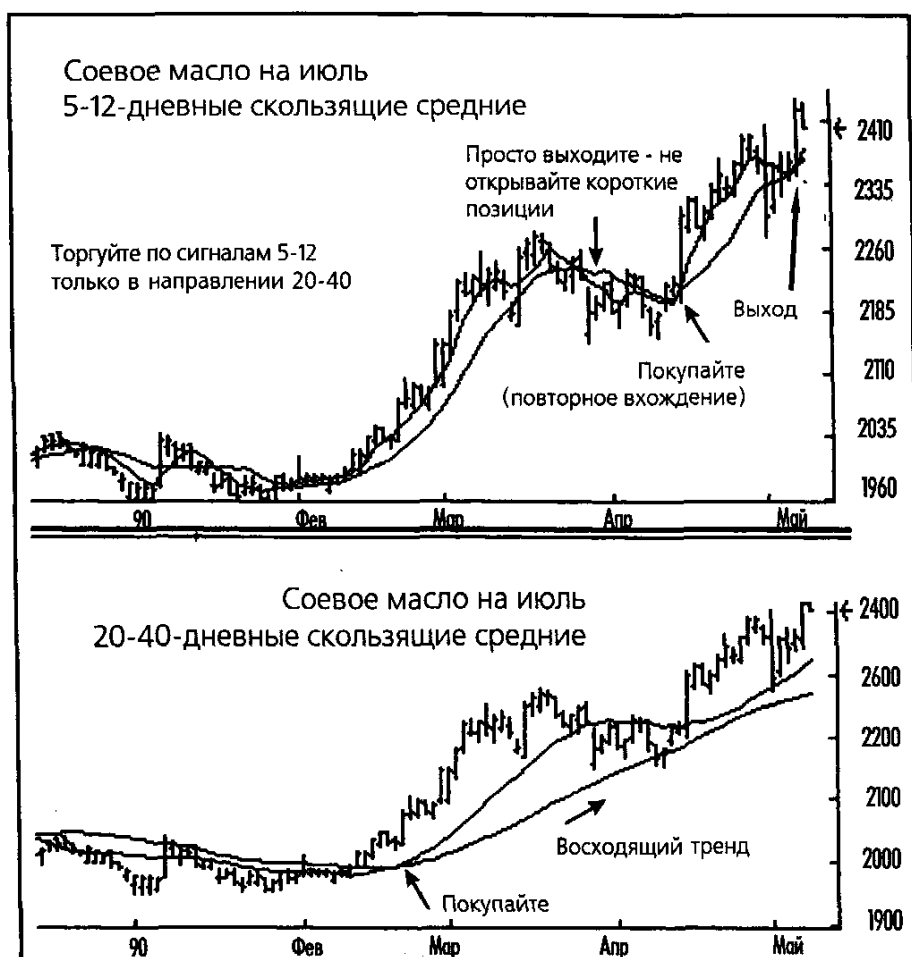 Соевое масло на июль
5-12-дневные скользящие средние
Просто выходите - не
открывайте короткие
позиции
Торгуйте по сигналам 5-12
только в направлении 20-40
Выход
Покупайте
(повторное вхождение)
2410
2335
2260
2185
2110
2035
1960
90
Фев
Мар
Апр
Май
Соевое масло на июль
20-40-дневные скользящие средние
2400
2600
2200
2100
2000
1900
Восходящий тренд
Покупайте
90
Фев
Мар
Апр
Май